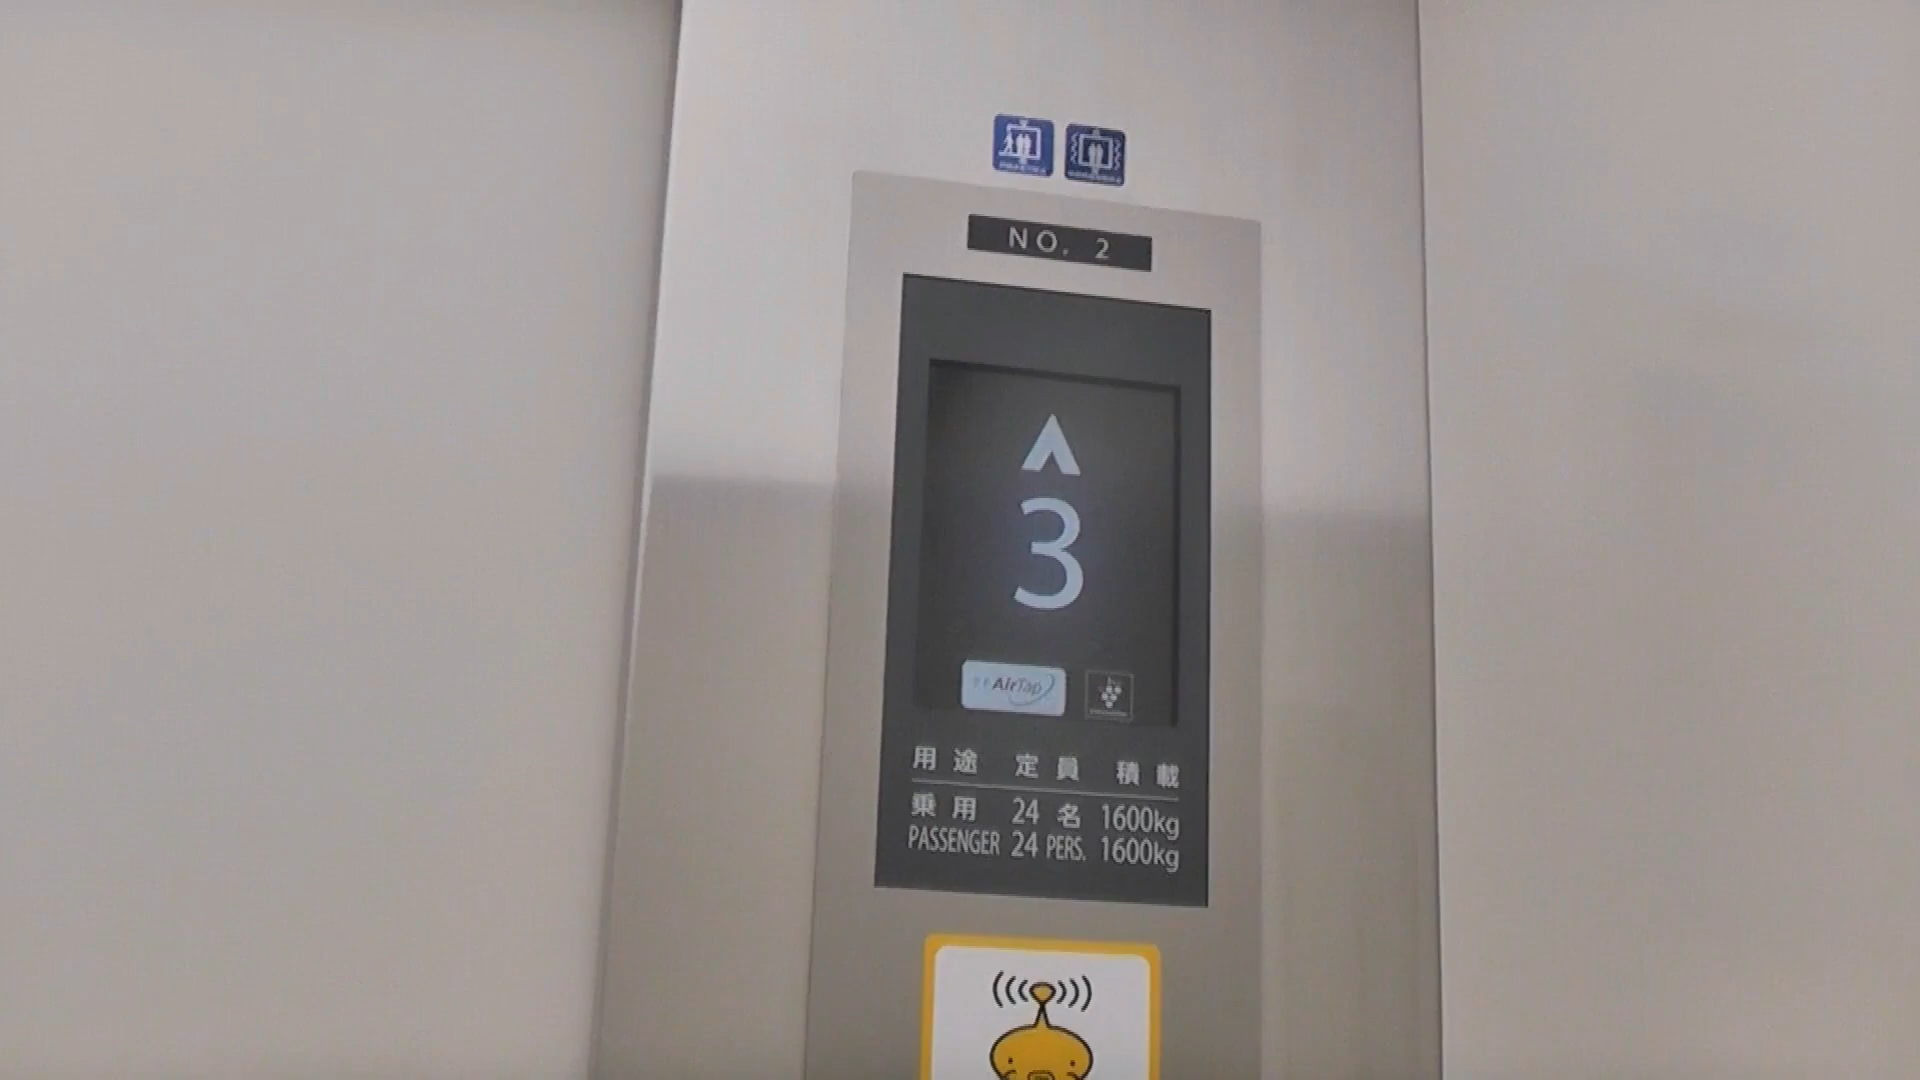 NO. 2
3
AirTap
用途 定員 積載
乗用 24名 1600kg
PASSENGER 24 PERS. 1600kg